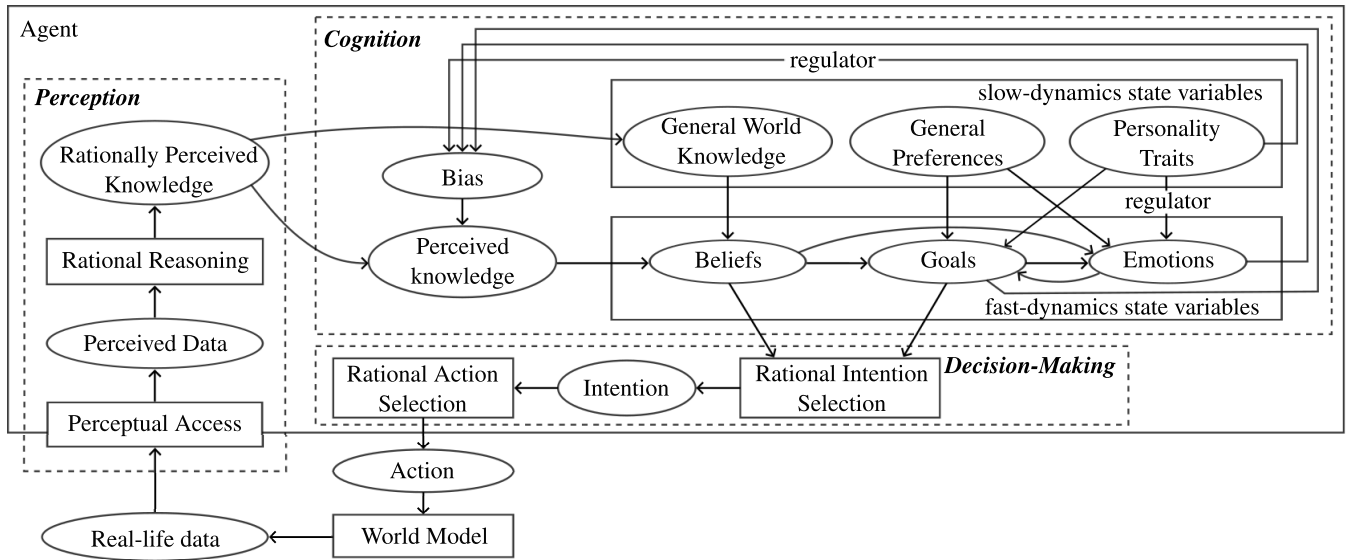 Agent
Cognition
regulator
Perception
slow-dynamics state variables
Rationally Perceived
Knowledge
General World
Knowledge
General
Preferences
Personality
Traits
Bias
regulator
Rational Reasoning
Perceived
knowledge
Beliefs
Goals
Emotions
fast-dynamics state variables
Perceived Data
Rational Action
Selection
Intention
Rational Intention
Selection
Decision-Making
Perceptual Access
Action
Real-life data
World Model